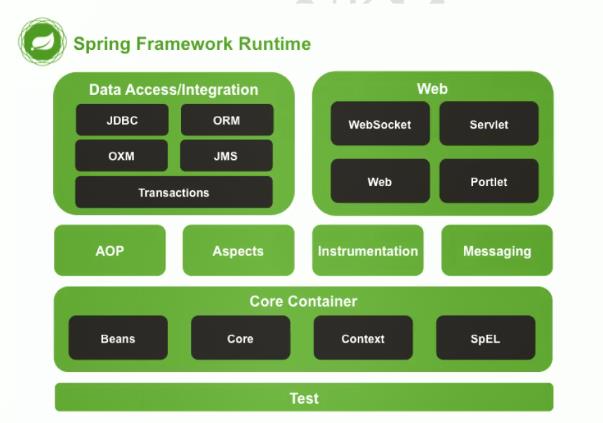 Spring Framework Runtime
Data Access/Integration
JDBC ORM
OXM JMS
Transactions
Web
WebSocket Servlet
Web Portlet
AOP Aspects Instrumentation Messaging
Core Container
Beans Core Context SpEL
Test